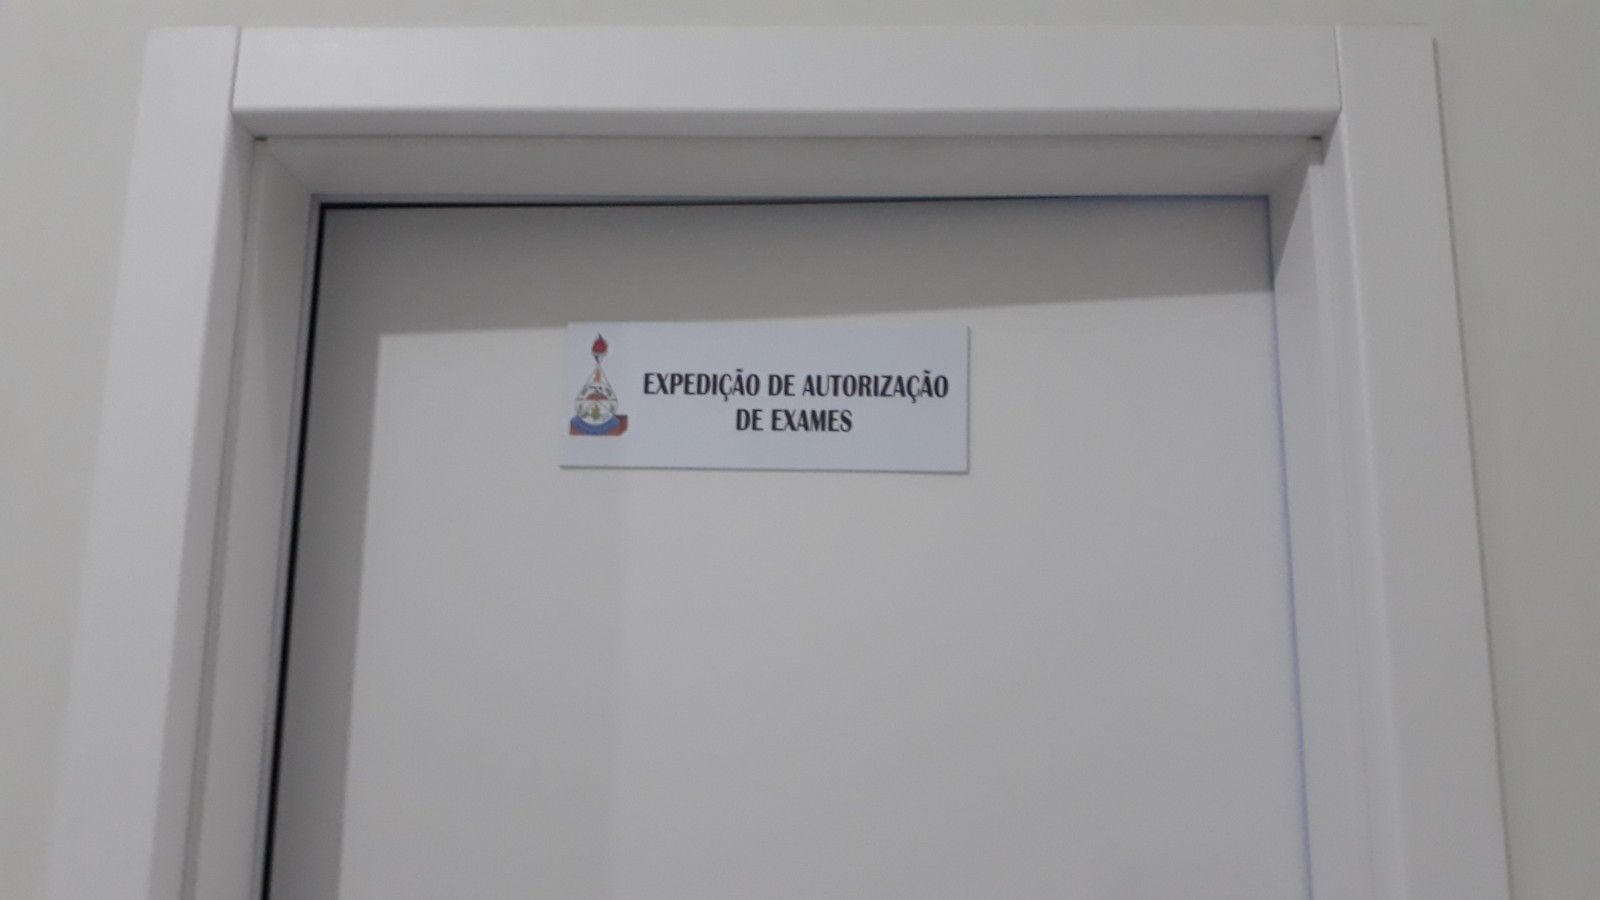 EXPEDIÇÃO DE AUTORIZAÇÃO
DE EXAMES